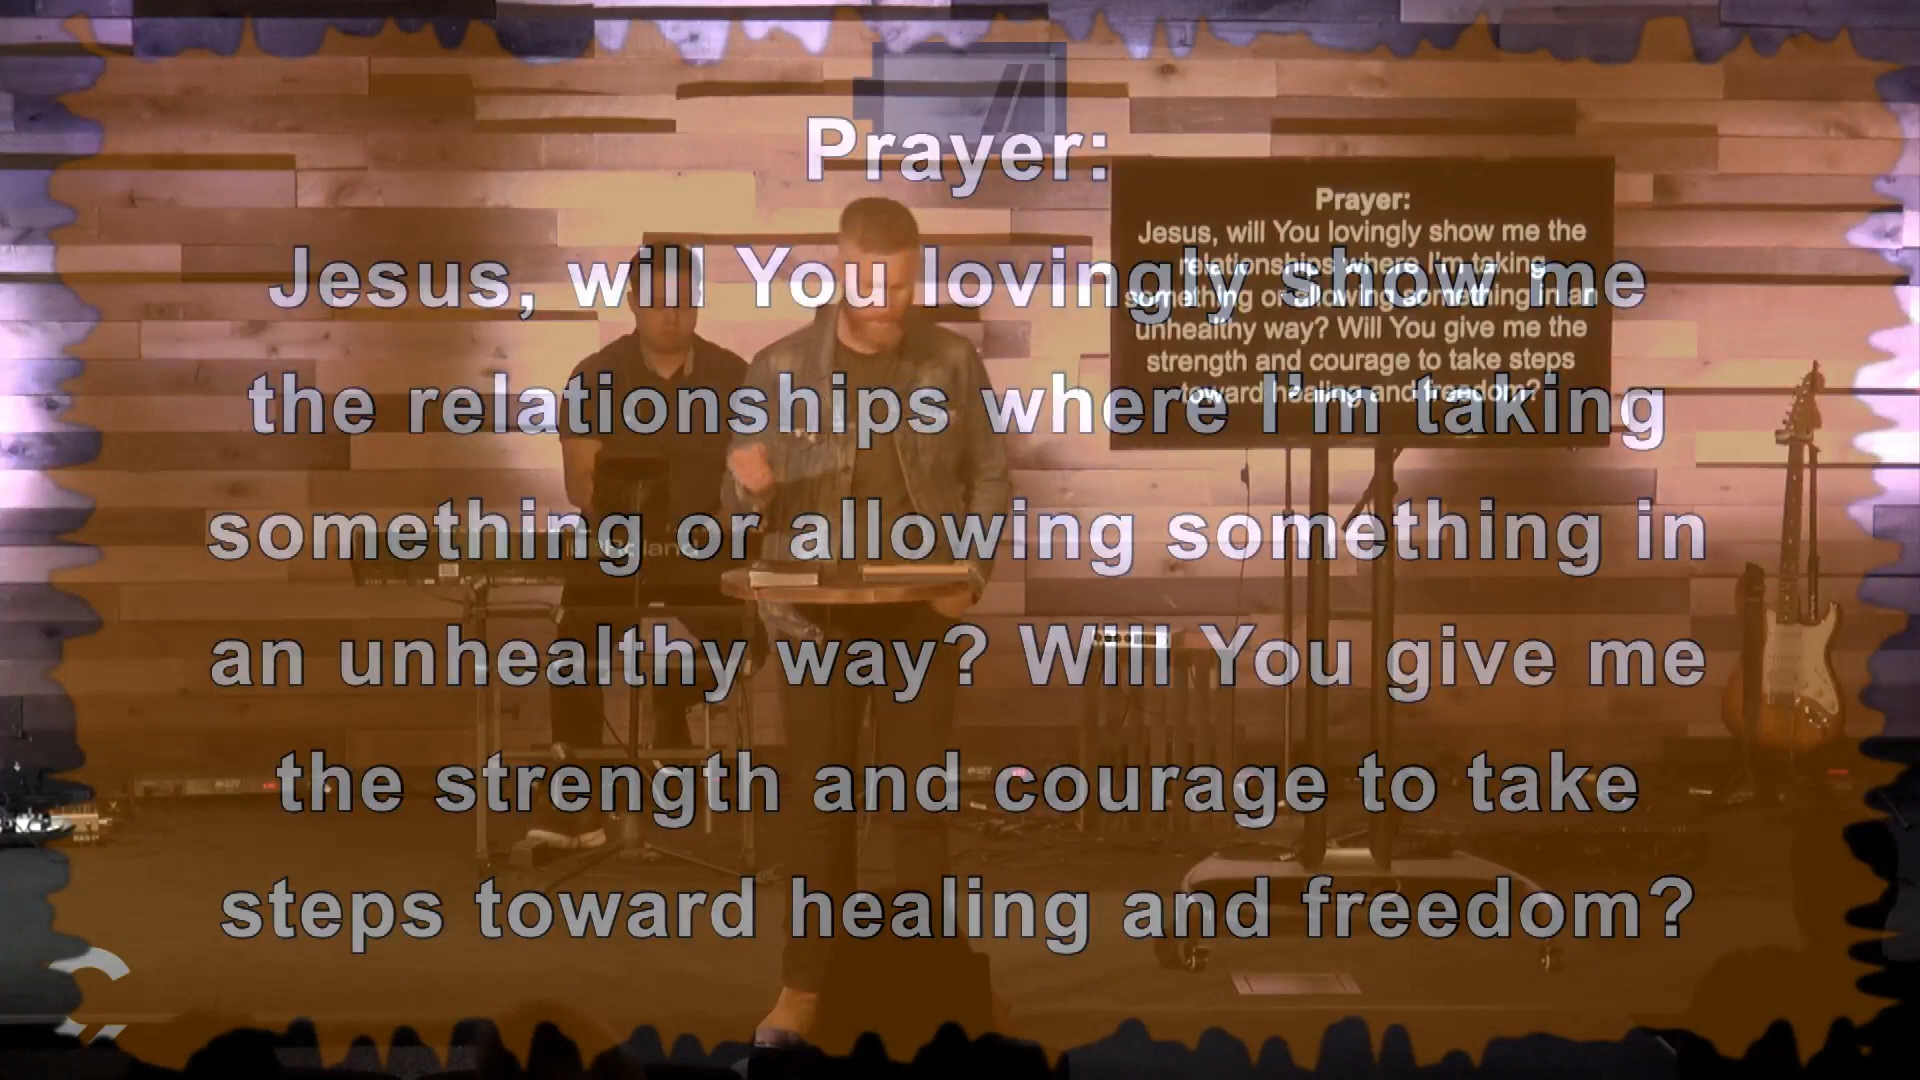 Prayer:
Jesus, will You lovingly show me
the relationships where I'm taking
something or allowing something in
an unhealthy way? Will You give me
the strength and courage to take
steps toward healing and freedom?
Prayer:
Jesus, will You lovingly show me the
relationships where I'm taking
something or allowing something in an
unhealthy way? Will You give me the
strength and courage to take steps
toward healing and freedom?
Roland